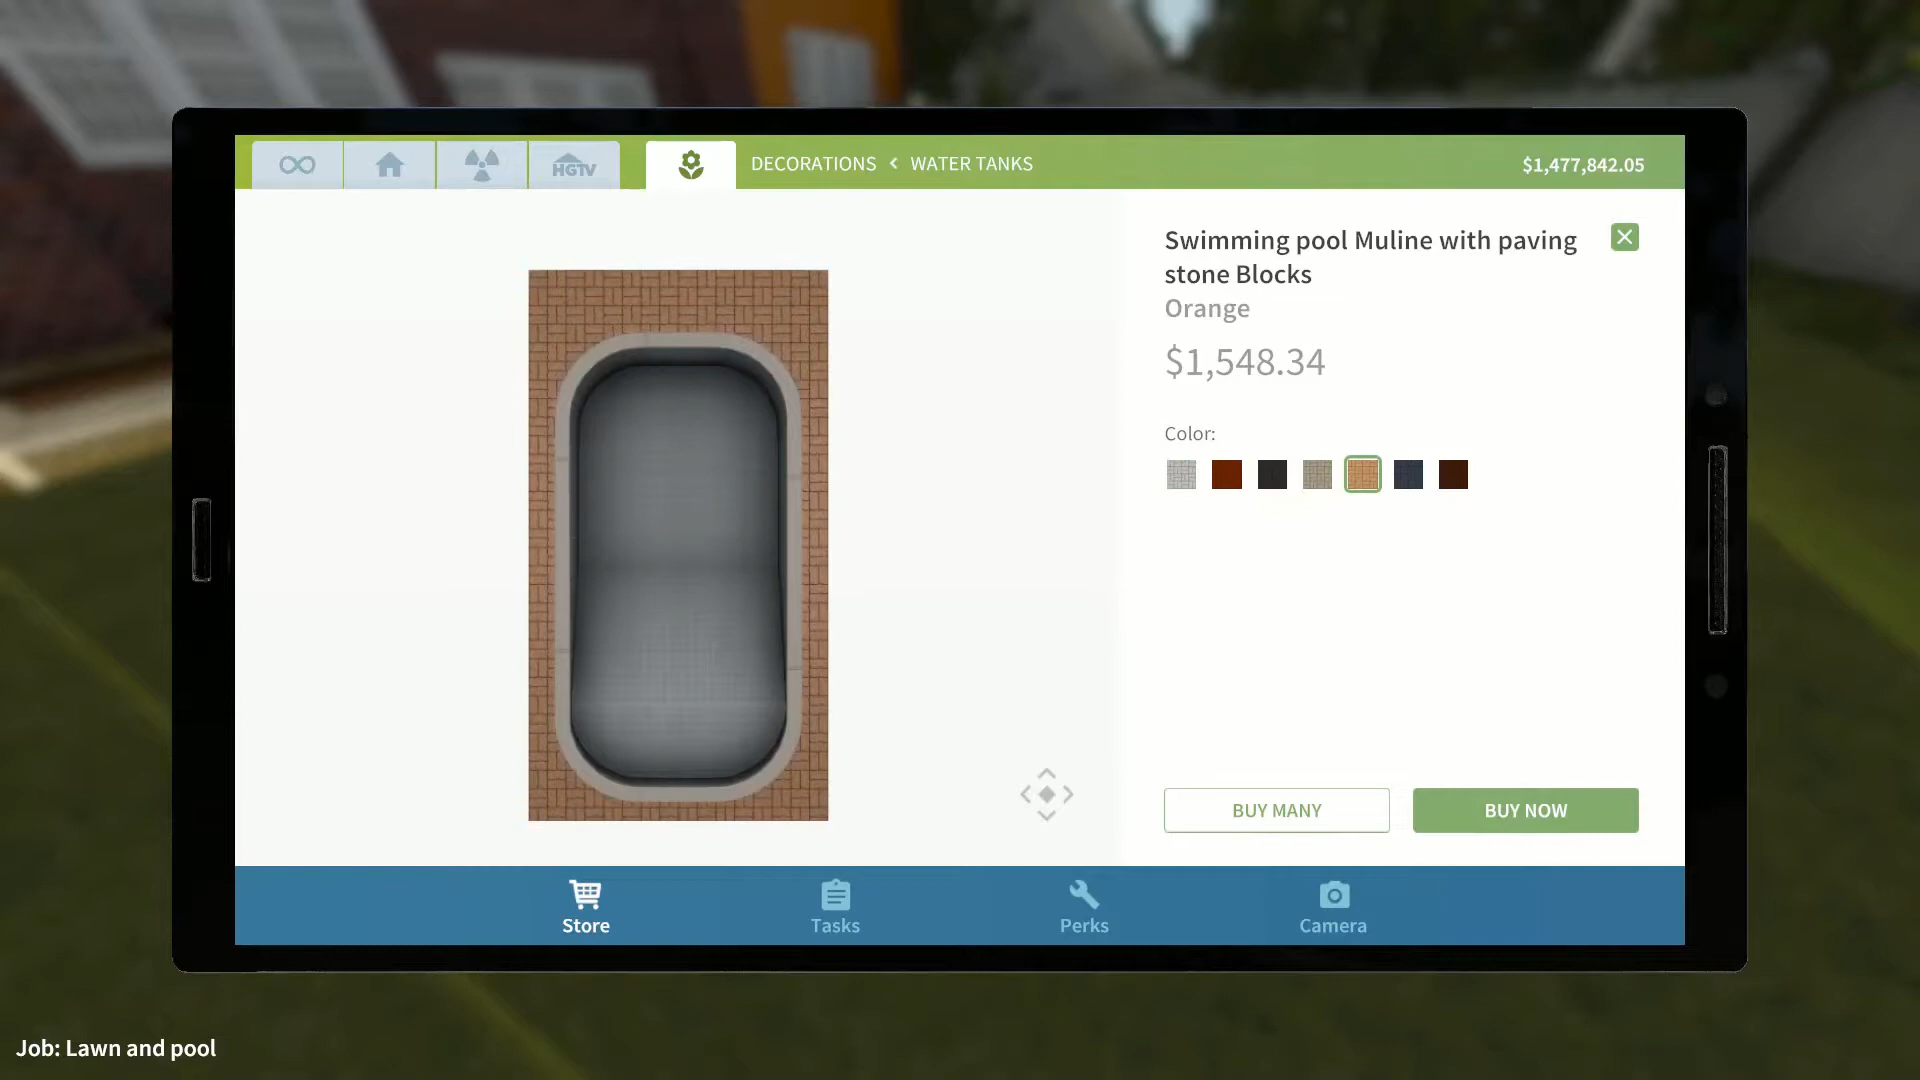 HGTV
DECORATIONS < WATER TANKS
$1,477,842.05
Swimming pool Muline with paving
stone Blocks
Orange
$1,548.34
Color:
BUY MANY
BUY NOW
Store
Tasks
Perks
Camera
Job: Lawn and pool